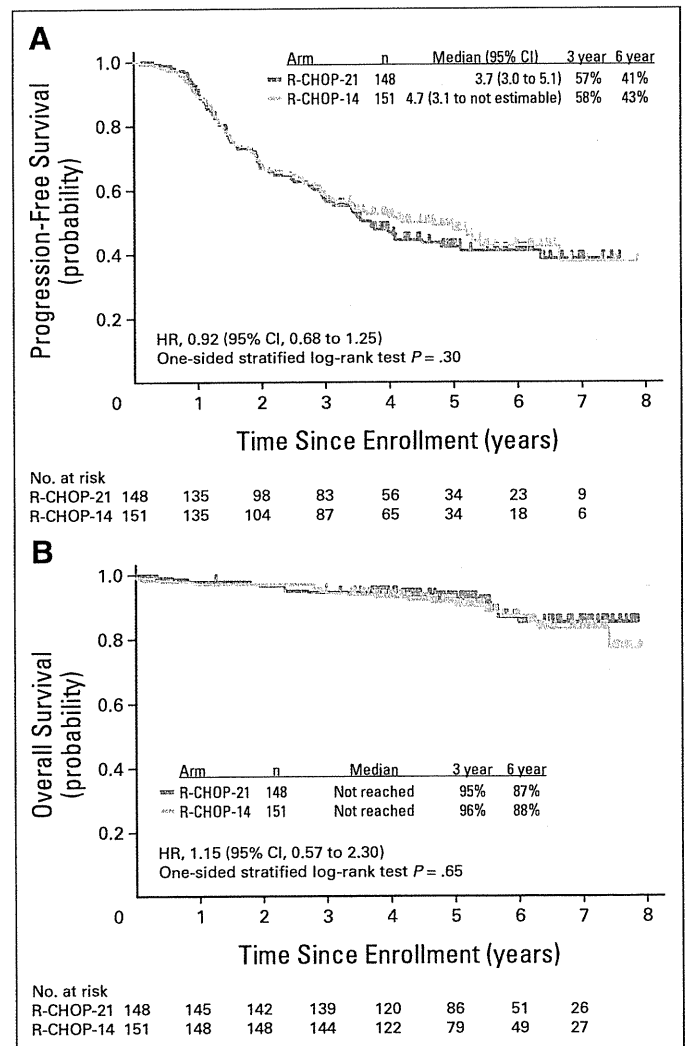 A
Arm n Median (95% CI) 3 year 6 year
R-CHOP-21 148 3.7 (3.0 to 5.1) 57% 41%
R-CHOP-14 151 4.7 (3.1 to not estimable) 58% 43%
Progression-Free Survival
(probability)
1.0
0.8
0.6
0.4
0.2
HR, 0.92 (95% CI, 0.68 to 1.25)
One-sided stratified log-rank test P = .30
0 1 2 3 4 5 6 7 8
Time Since Enrollment (years)
No. at risk
R-CHOP-21 148 135 98 83 56 34 23 9
R-CHOP-14 151 135 104 87 65 34 18 6
B
Overall Survival
(probability)
1.0
0.8
0.6
0.4
0.2
Arm n Median 3 year 6 year
R-CHOP-21 148 Not reached 95% 87%
R-CHOP-14 151 Not reached 96% 88%
HR, 1.15 (95% CI, 0.57 to 2.30)
One-sided stratified log-rank test P = .65
0 1 2 3 4 5 6 7 8
Time Since Enrollment (years)
No. at risk
R-CHOP-21 148 145 142 139 120 86 51 26
R-CHOP-14 151 148 148 144 122 79 49 27